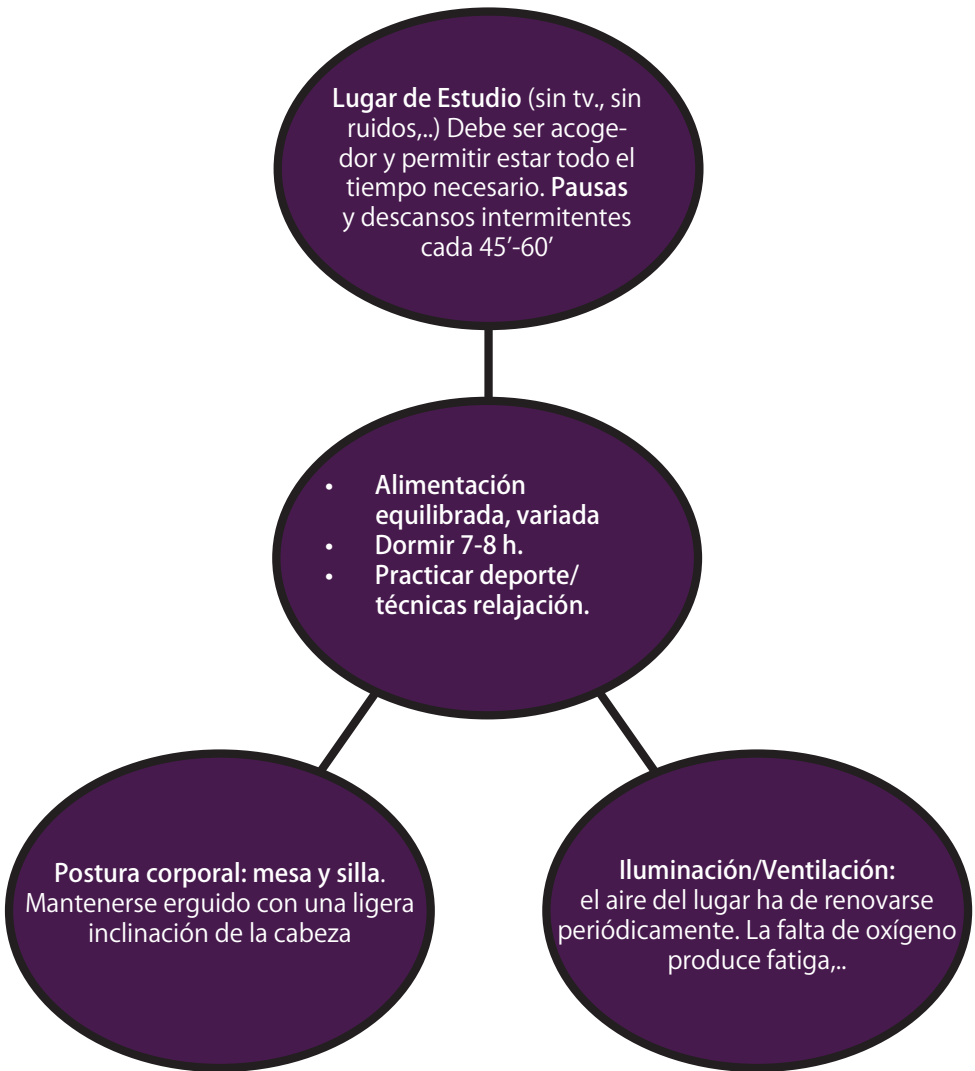 Lugar de Estudio (sin tv., sin
ruidos,..) Debe ser acoge-
dor y permitir estar todo el
tiempo necesario. Pausas
y descansos intermitentes
cada 45’-60’
• Alimentación
equilibrada, variada
• Dormir 7-8 h.
• Practicar deporte/
técnicas relajación.
Postura corporal: mesa y silla.
Mantenerse erguido con una ligera
inclinación de la cabeza
Iluminación/Ventilación:
el aire del lugar ha de renovarse
periódicamente. La falta de oxígeno
produce fatiga,..